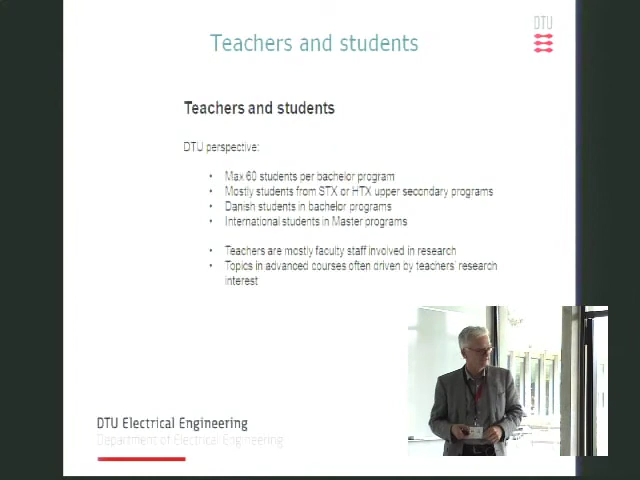 DTU
Teachers and students
Teachers and students
DTU perspective:
• Max 60 students per bachelor program
• Mostly students from STX or HTX upper secondary programs
• Danish students in bachelor programs
• International students in Master programs
• Teachers are mostly faculty staff involved in research
• Topics in advanced courses often driven by teachers' research
interest
DTU Electrical Engineering
Department of Electrical Engineering